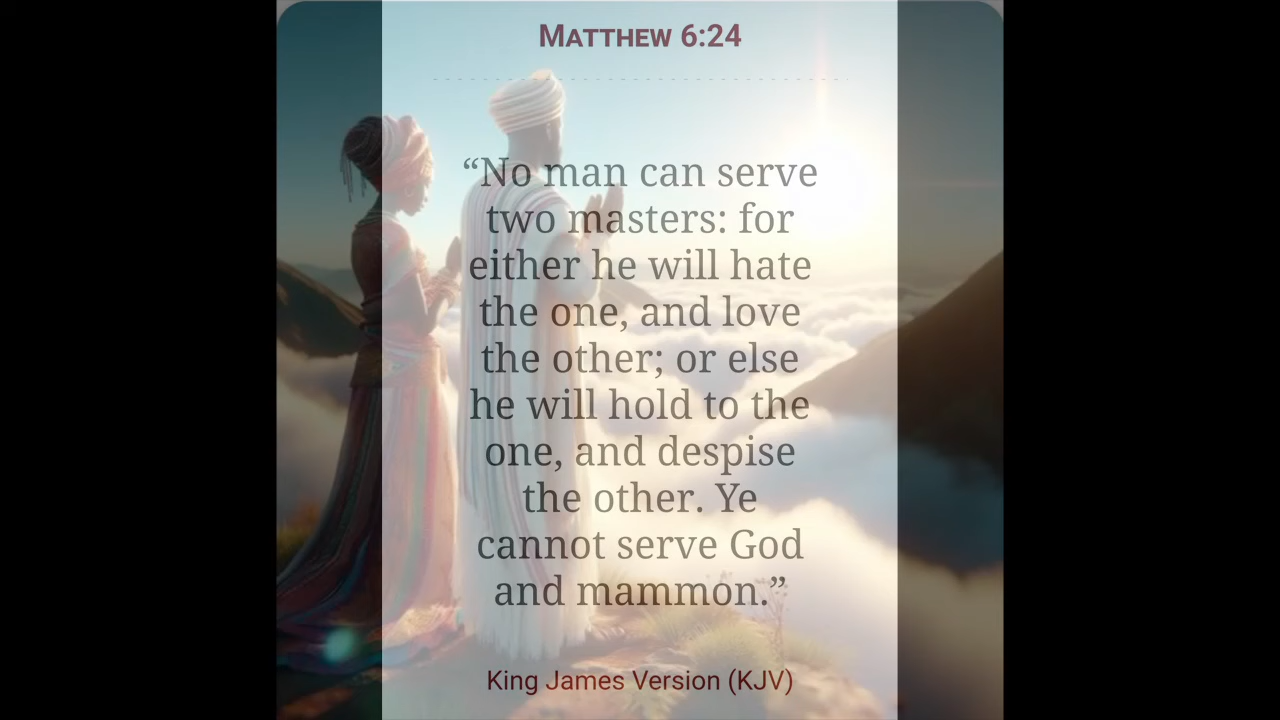 Matthew 6:24
“No man can serve
two masters: for
either he will hate
the one, and love
the other; or else
he will hold to the
one, and despise
the other. Ye
cannot serve God
and mammon.”
King James Version (KJV)